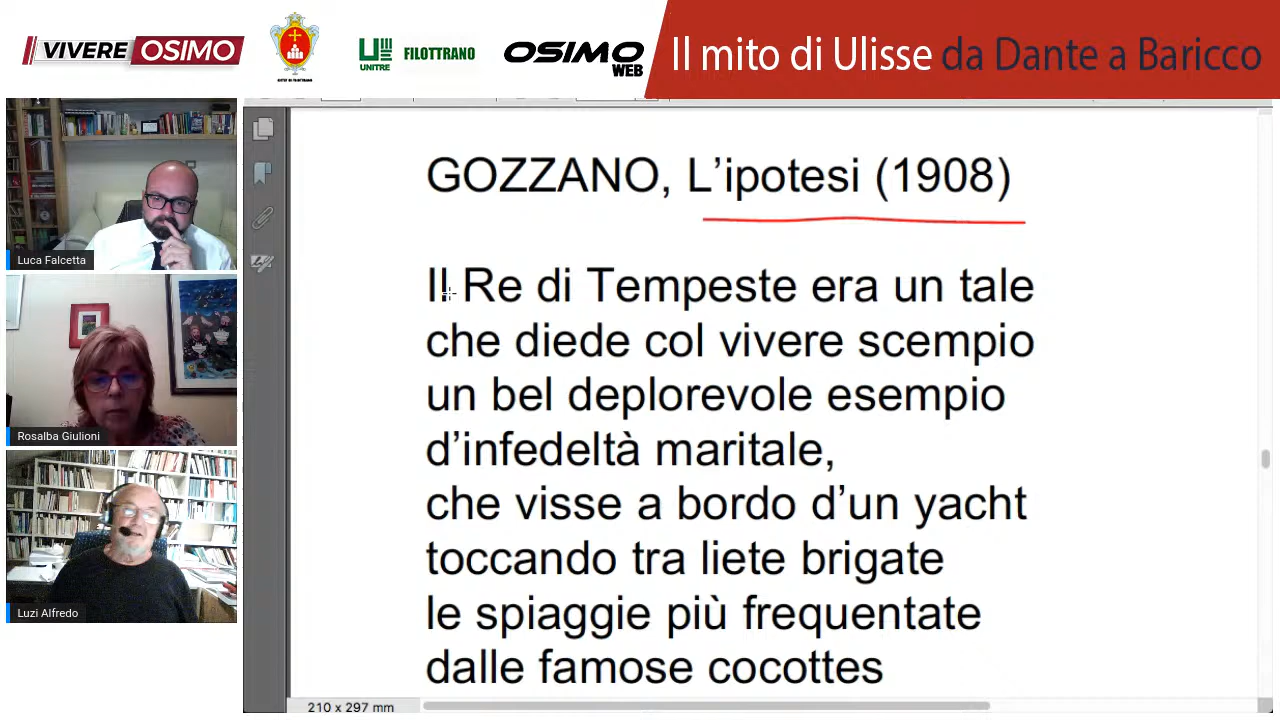 VIVERE OSIMO
UNITRE
FILOTTRANO
OSIMO
WEB
Il mito di Ulisse da Dante a Baricco
Luca Falcetta
Rosalba Giulioni
Luzi Alfredo
GOZZANO, L’ipotesi (1908)
Il Re di Tempeste era un tale
che diede col vivere scempio
un bel deplorevole esempio
d’infedeltà maritale,
che visse a bordo d’un yacht
toccando tra liete brigate
le spiaggie più frequentate
dalle famose cocottes
210 x 297 mm